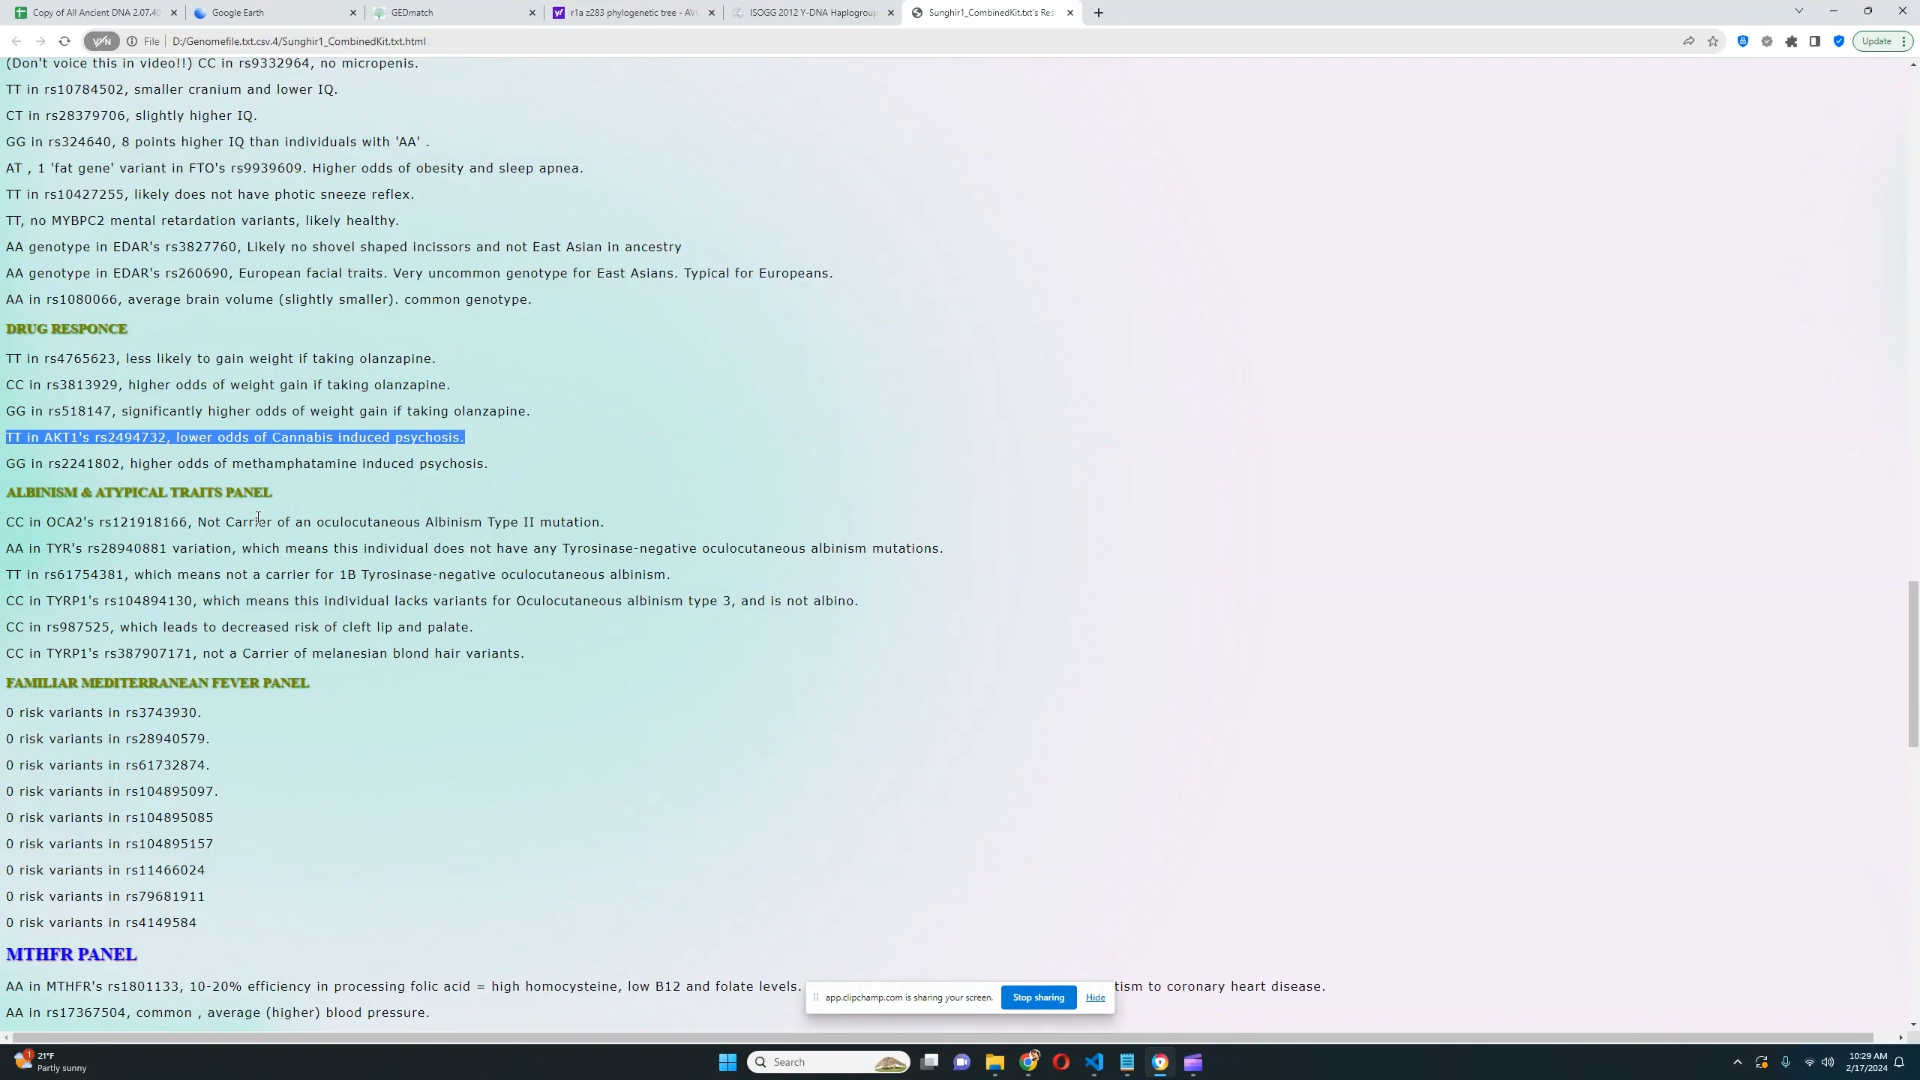 Copy of All Ancient DNA 2.07.40
Google Earth
GEDmatch
r1a z283 phylogenetic tree - AV
ISOGG 2012 Y-DNA Haplogroup
Sunghir1_CombinedKit.txt's Res
VPN
File D:/Genomefile.txt.csv.4/Sunghir1_CombinedKit.txt.html
Update
(Don't voice this in video!!) CC in rs9332964, no micropenis.
TT in rs10784502, smaller cranium and lower IQ.
CT in rs28379706, slightly higher IQ.
GG in rs324640, 8 points higher IQ than individuals with 'AA' .
AT , 1 'fat gene' variant in FTO's rs9939609. Higher odds of obesity and sleep apnea.
TT in rs10427255, likely does not have photic sneeze reflex.
TT, no MYBPC2 mental retardation variants, likely healthy.
AA genotype in EDAR's rs3827760, Likely no shovel shaped incissors and not East Asian in ancestry
AA genotype in EDAR's rs260690, European facial traits. Very uncommon genotype for East Asians. Typical for Europeans.
AA in rs1080066, average brain volume (slightly smaller). common genotype.
DRUG RESPONCE
TT in rs4765623, less likely to gain weight if taking olanzapine.
CC in rs3813929, higher odds of weight gain if taking olanzapine.
GG in rs518147, significantly higher odds of weight gain if taking olanzapine.
TT in AKT1's rs2494732, lower odds of Cannabis induced psychosis.
GG in rs2241802, higher odds of methamphatamine induced psychosis.
ALBINISM & ATYPICAL TRAITS PANEL
CC in OCA2's rs121918166, Not Carrier of an oculocutaneous Albinism Type II mutation.
AA in TYR's rs28940881 variation, which means this individual does not have any Tyrosinase-negative oculocutaneous albinism mutations.
TT in rs61754381, which means not a carrier for 1B Tyrosinase-negative oculocutaneous albinism.
CC in TYRP1's rs104894130, which means this individual lacks variants for Oculocutaneous albinism type 3, and is not albino.
CC in rs987525, which leads to decreased risk of cleft lip and palate.
CC in TYRP1's rs387907171, not a Carrier of melanesian blond hair variants.
FAMILIAR MEDITERRANEAN FEVER PANEL
0 risk variants in rs3743930.
0 risk variants in rs28940579.
0 risk variants in rs61732874.
0 risk variants in rs104895097.
0 risk variants in rs104895085
0 risk variants in rs104895157
0 risk variants in rs11466024
0 risk variants in rs79681911
0 risk variants in rs4149584
MTHFR PANEL
AA in MTHFR's rs1801133, 10-20% efficiency in processing folic acid = high homocysteine, low B12 and folate levels. tism to coronary heart disease.
app.clipchamp.com is sharing your screen. Stop sharing Hide
AA in rs17367504, common , average (higher) blood pressure.
1
21°F
Partly sunny
Search
10:29 AM
2/17/2024